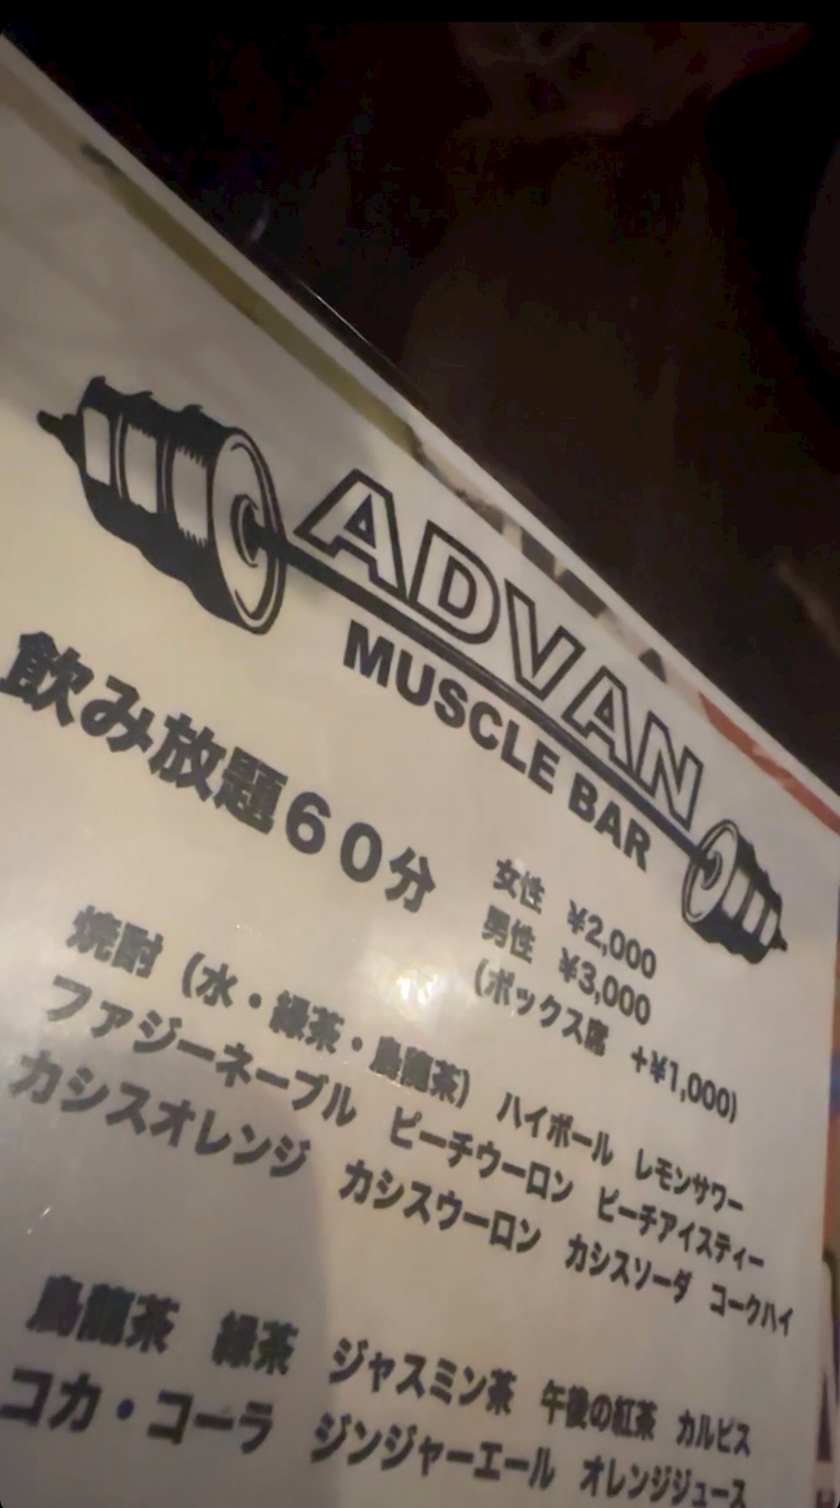 ADVAN
MUSCLE BAR
飲み放題60分
女性 ¥2,000
男性 ¥3,000
(ボックス席 +¥1,000)
焼酎(水・緑茶・烏龍茶) ハイボール レモンサワー
ファジーネーブル ピーチウーロン ピーチアイスティー
カシスオレンジ カシスウーロン カシスソーダ コークハイ
烏龍茶 緑茶 ジャスミン茶 午後の紅茶 カルピス
コカ・コーラ ジンジャーエール オレンジジュース